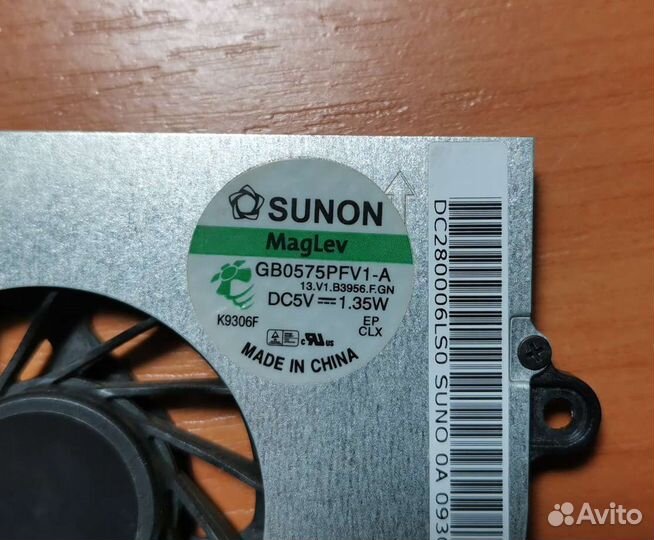 SUNON
MagLev
GB0575PFV1-A
13.V1.B3956.F.GN
DC5V⎓1.35W
K9306F
EP
CLX
MADE IN CHINA
DC280006LS0 SUNO 0A 093
Avito